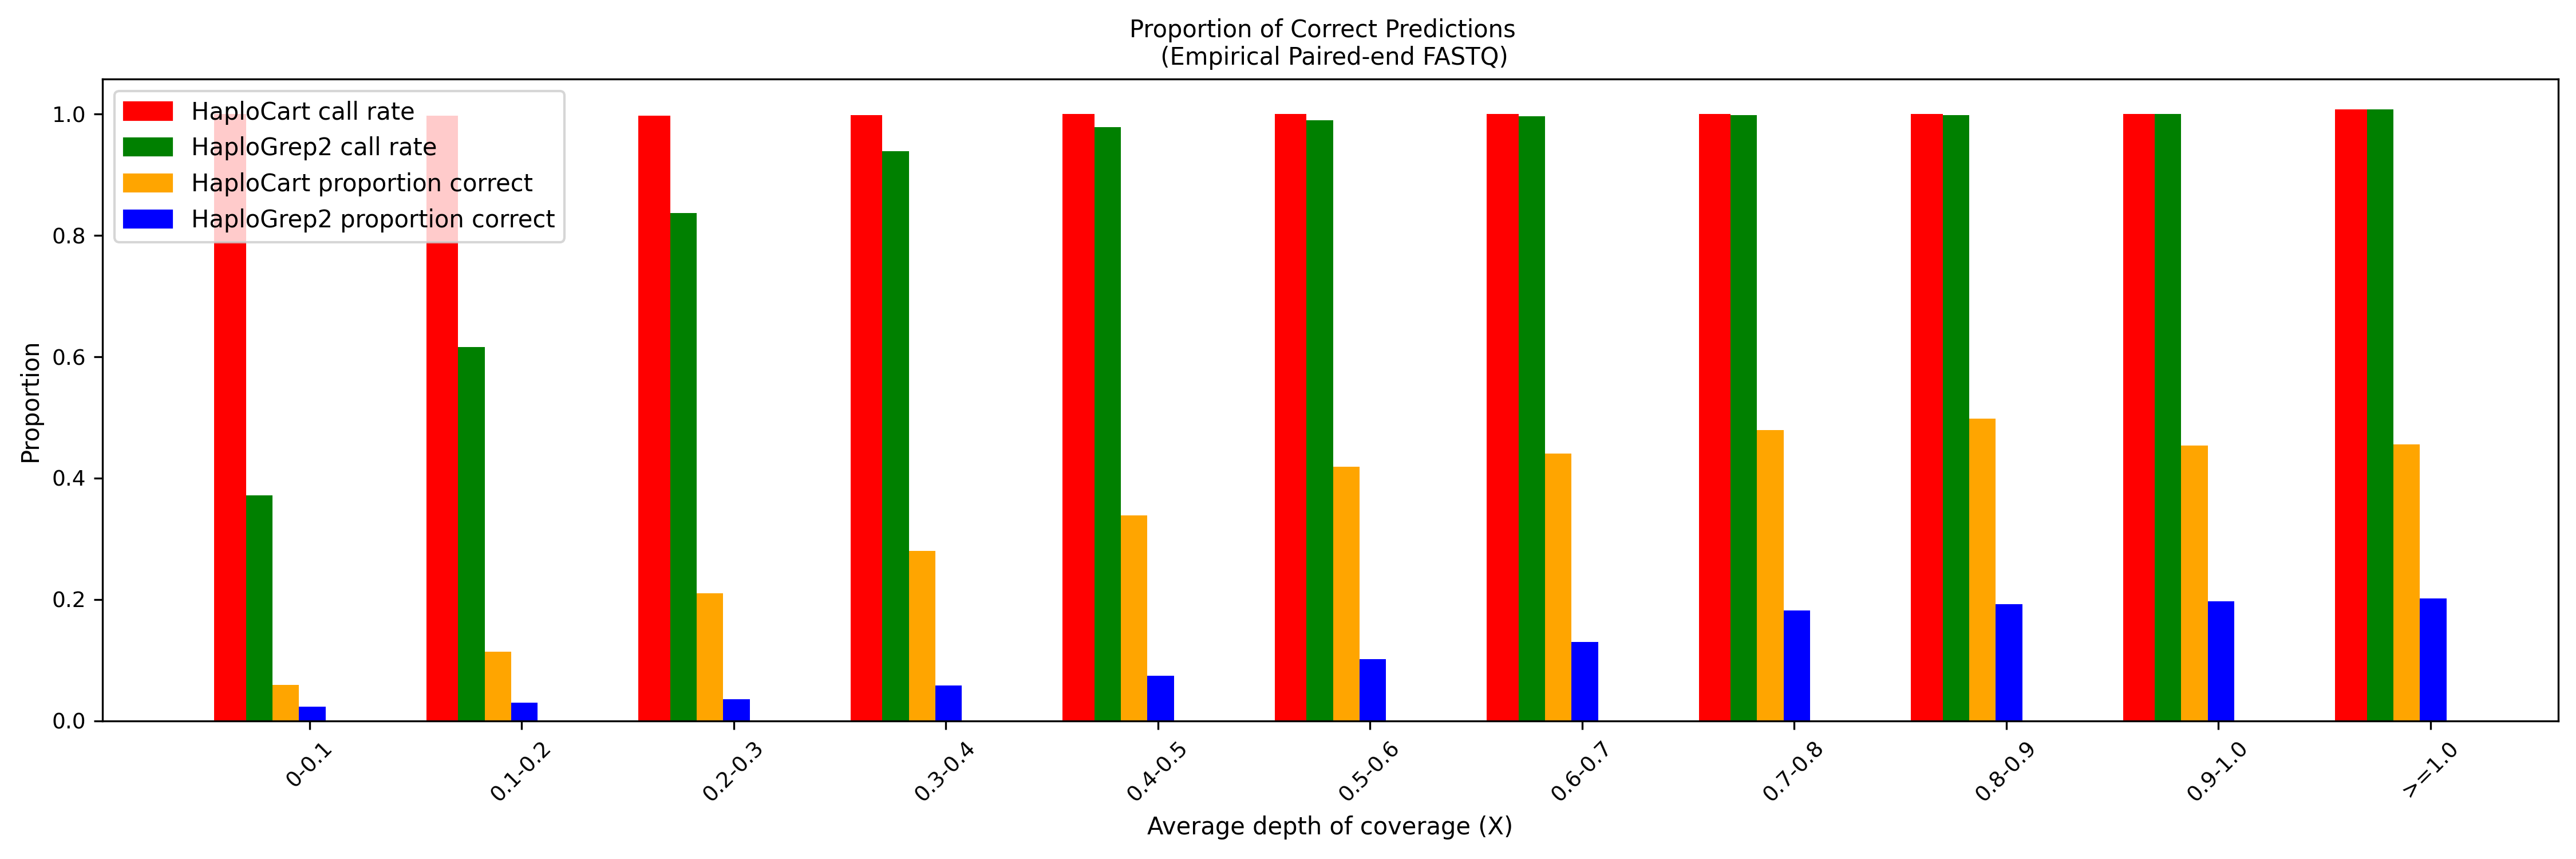 Proportion of Correct Predictions
(Empirical Paired-end FASTQ)
HaploCart call rate
HaploGrep2 call rate
HaploCart proportion correct
HaploGrep2 proportion correct
Proportion
1.0
0.8
0.6
0.4
0.2
0.0
0-0.1
0.1-0.2
0.2-0.3
0.3-0.4
0.4-0.5
0.5-0.6
0.6-0.7
0.7-0.8
0.8-0.9
0.9-1.0
>=1.0
Average depth of coverage (X)